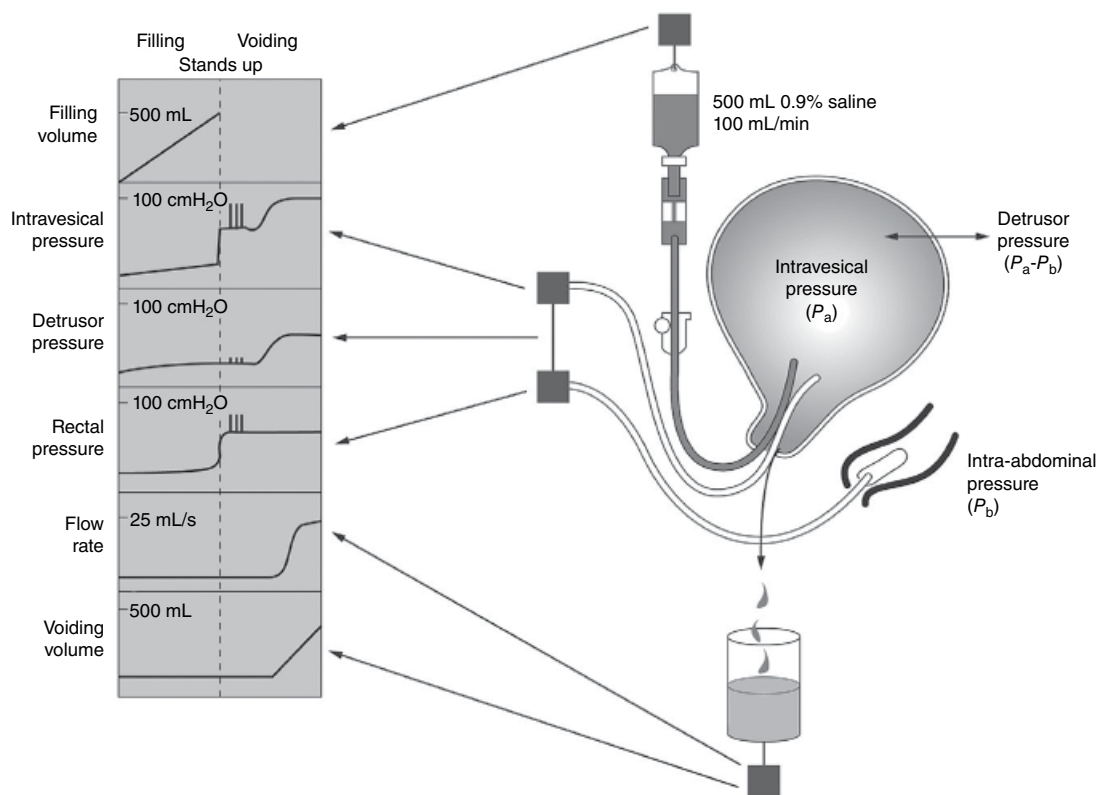 Filling Voiding
Stands up
Filling
volume
500 mL
Intravesical
pressure
100 cmH₂O
Detrusor
pressure
100 cmH₂O
Rectal
pressure
100 cmH₂O
Flow
rate
25 mL/s
Voiding
volume
500 mL
500 mL 0.9% saline
100 mL/min
Intravesical
pressure
(Pₐ)
Detrusor
pressure
(Pₐ-P_b)
Intra-abdominal
pressure
(P_b)